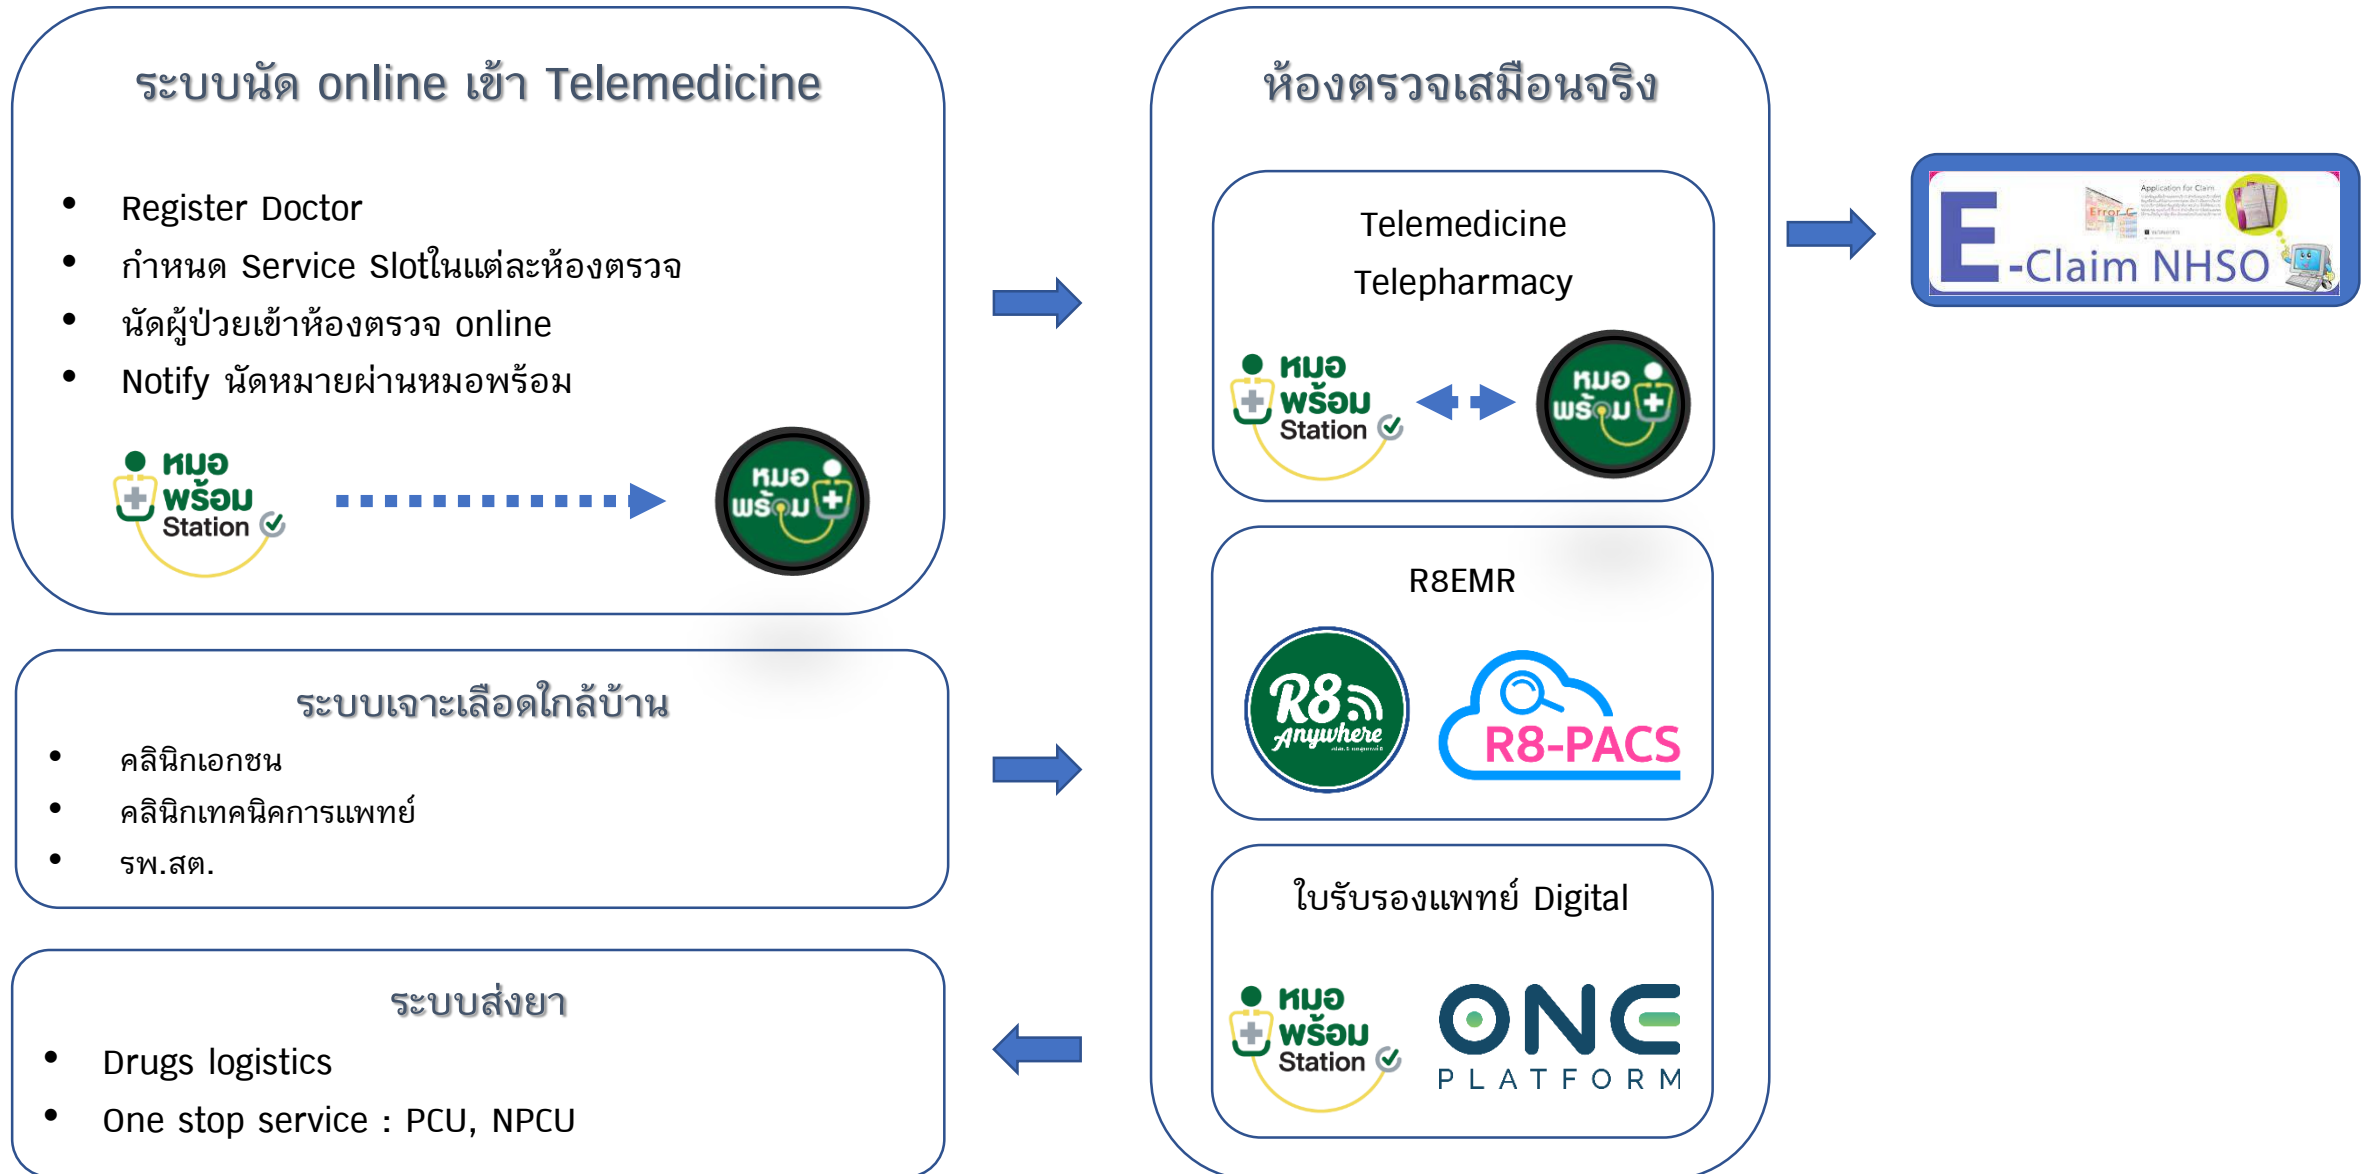 ระบบนัด online เข้า Telemedicine
• Register Doctor
• กำหนด Service Slotในแต่ละห้องตรวจ
• นัดผู้ป่วยเข้าห้องตรวจ online
• Notify นัดหมายผ่านหมอพร้อม
หมอ
พร้อม
Station
หมอ
พร้อม
ระบบเจาะเลือดใกล้บ้าน
• คลินิกเอกชน
• คลินิกเทคนิคการแพทย์
• รพ.สต.
ระบบส่งยา
• Drugs logistics
• One stop service : PCU, NPCU
ห้องตรวจเสมือนจริง
Telemedicine
Telepharmacy
หมอ
พร้อม
Station
หมอ
พร้อม
R8EMR
R8
Anywhere
R8-PACS
ใบรับรองแพทย์ Digital
หมอ
พร้อม
Station
ONE
PLATFORM
Application for Claim
Error C
E-Claim NHSO